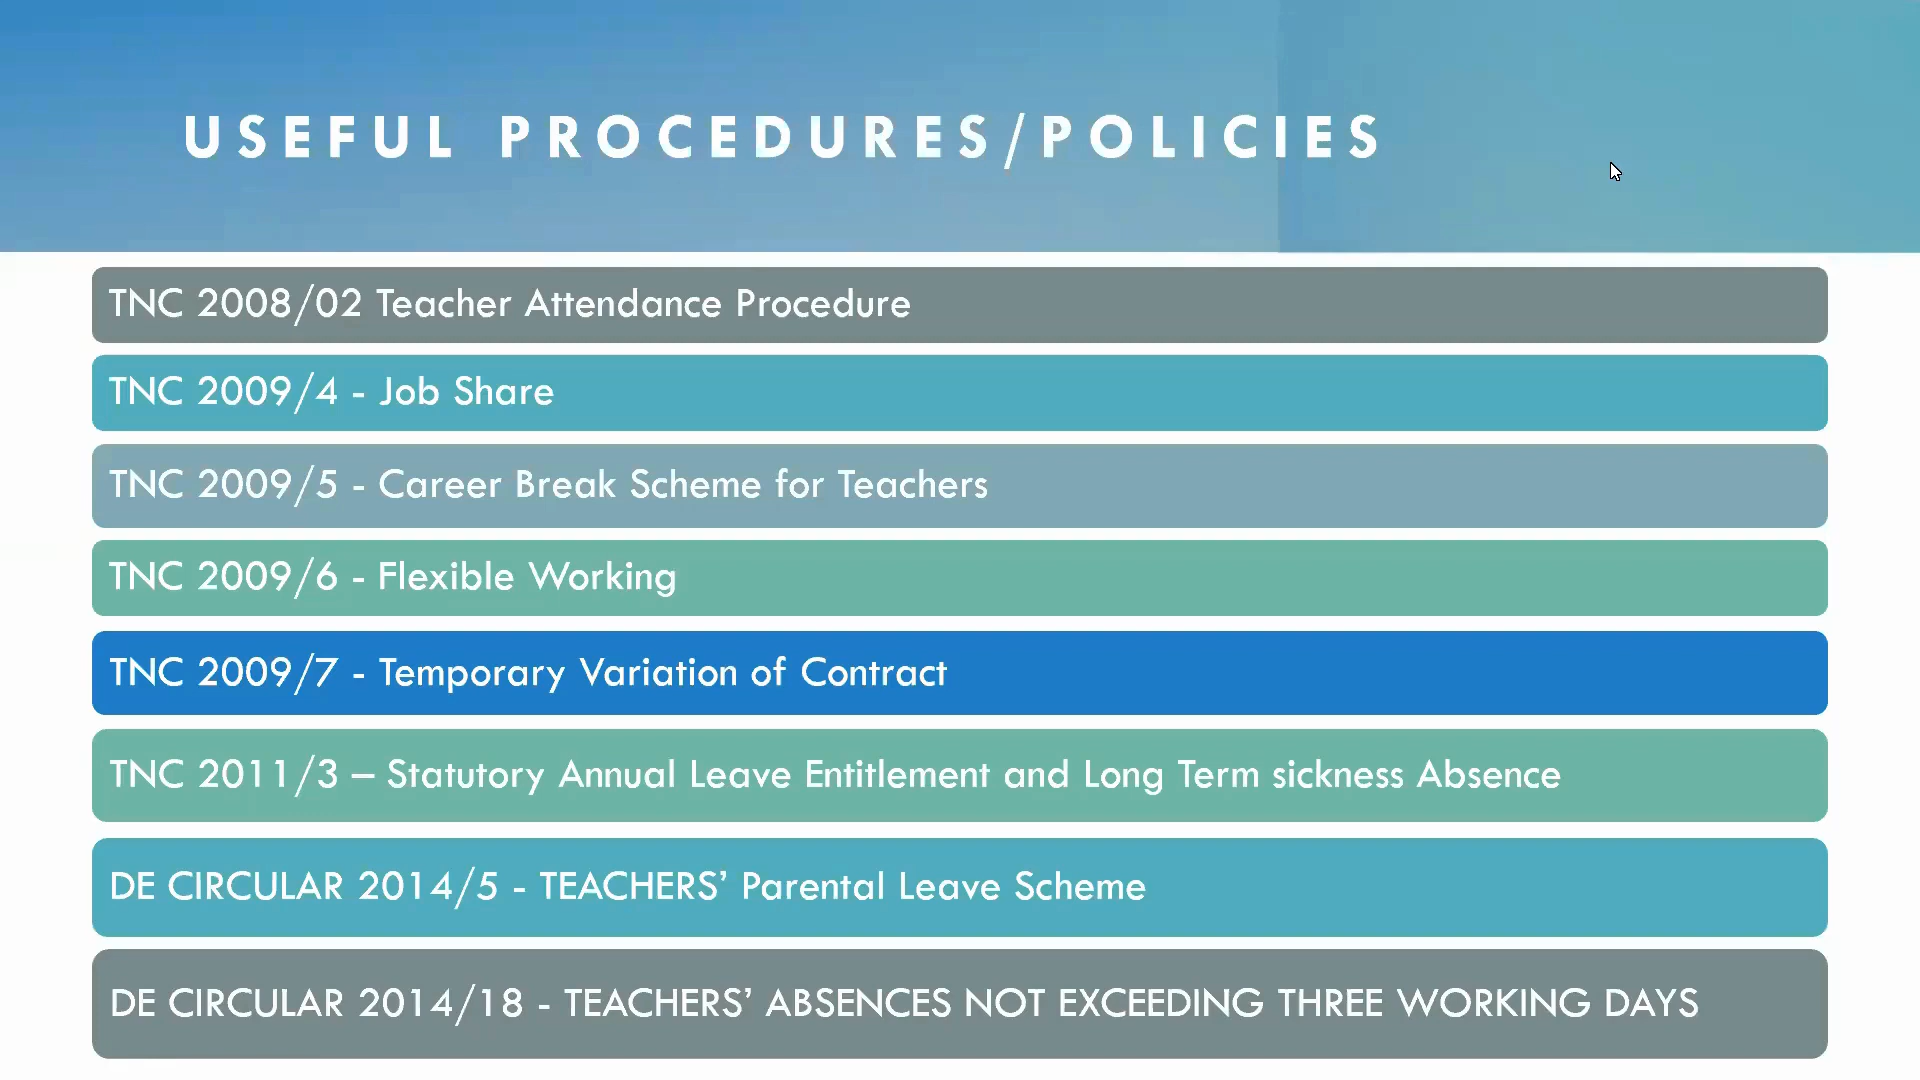 USEFUL PROCEDURES/POLICIES
TNC 2008/02 Teacher Attendance Procedure
TNC 2009/4 - Job Share
TNC 2009/5 - Career Break Scheme for Teachers
TNC 2009/6 - Flexible Working
TNC 2009/7 - Temporary Variation of Contract
TNC 2011/3 – Statutory Annual Leave Entitlement and Long Term sickness Absence
DE CIRCULAR 2014/5 - TEACHERS’ Parental Leave Scheme
DE CIRCULAR 2014/18 - TEACHERS’ ABSENCES NOT EXCEEDING THREE WORKING DAYS